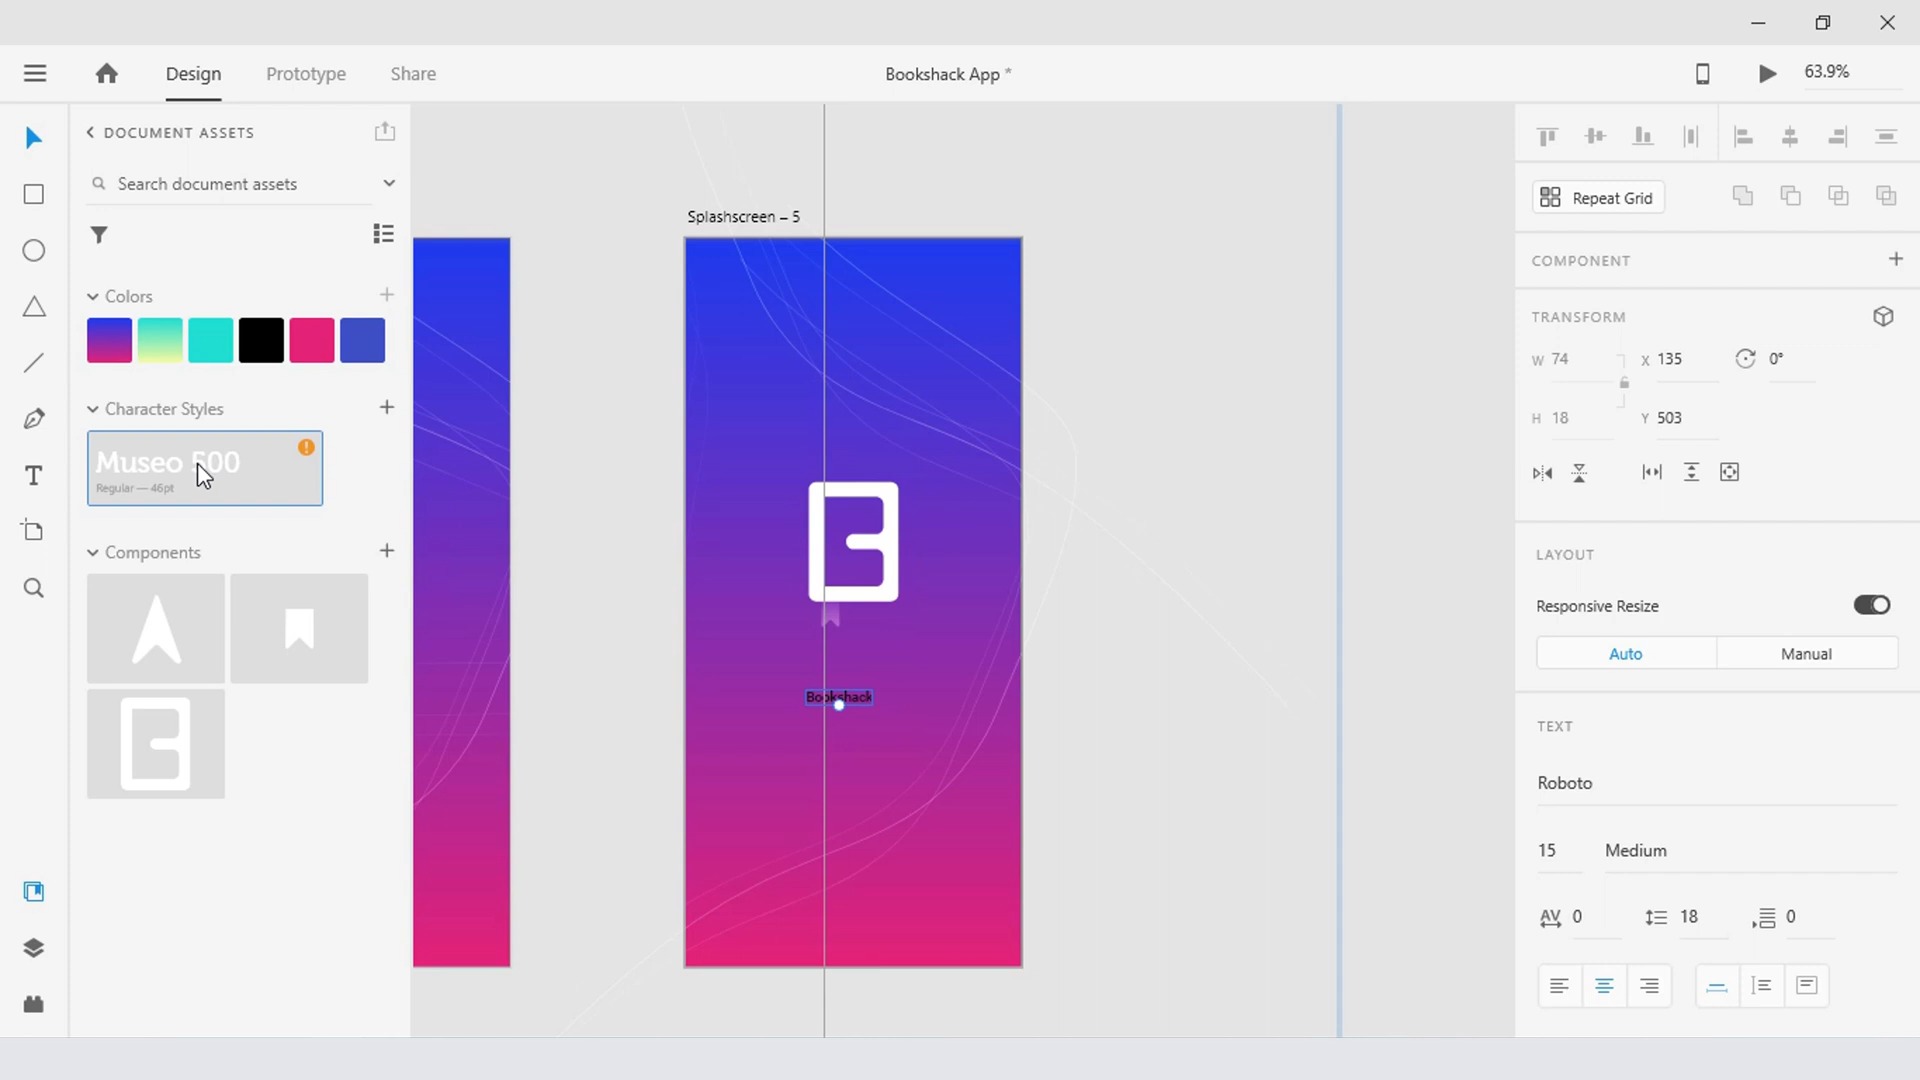 Design
Prototype
Share
Bookshack App *
63.9%
DOCUMENT ASSETS
Search document assets
Colors
Character Styles
Museo 500
Regular — 46pt
Components
Splashscreen – 5
B
Bookshack
Repeat Grid
COMPONENT
TRANSFORM
W 74
X 135
0°
H 18
Y 503
LAYOUT
Responsive Resize
Auto
Manual
TEXT
Roboto
15
Medium
AV 0
18
0
T